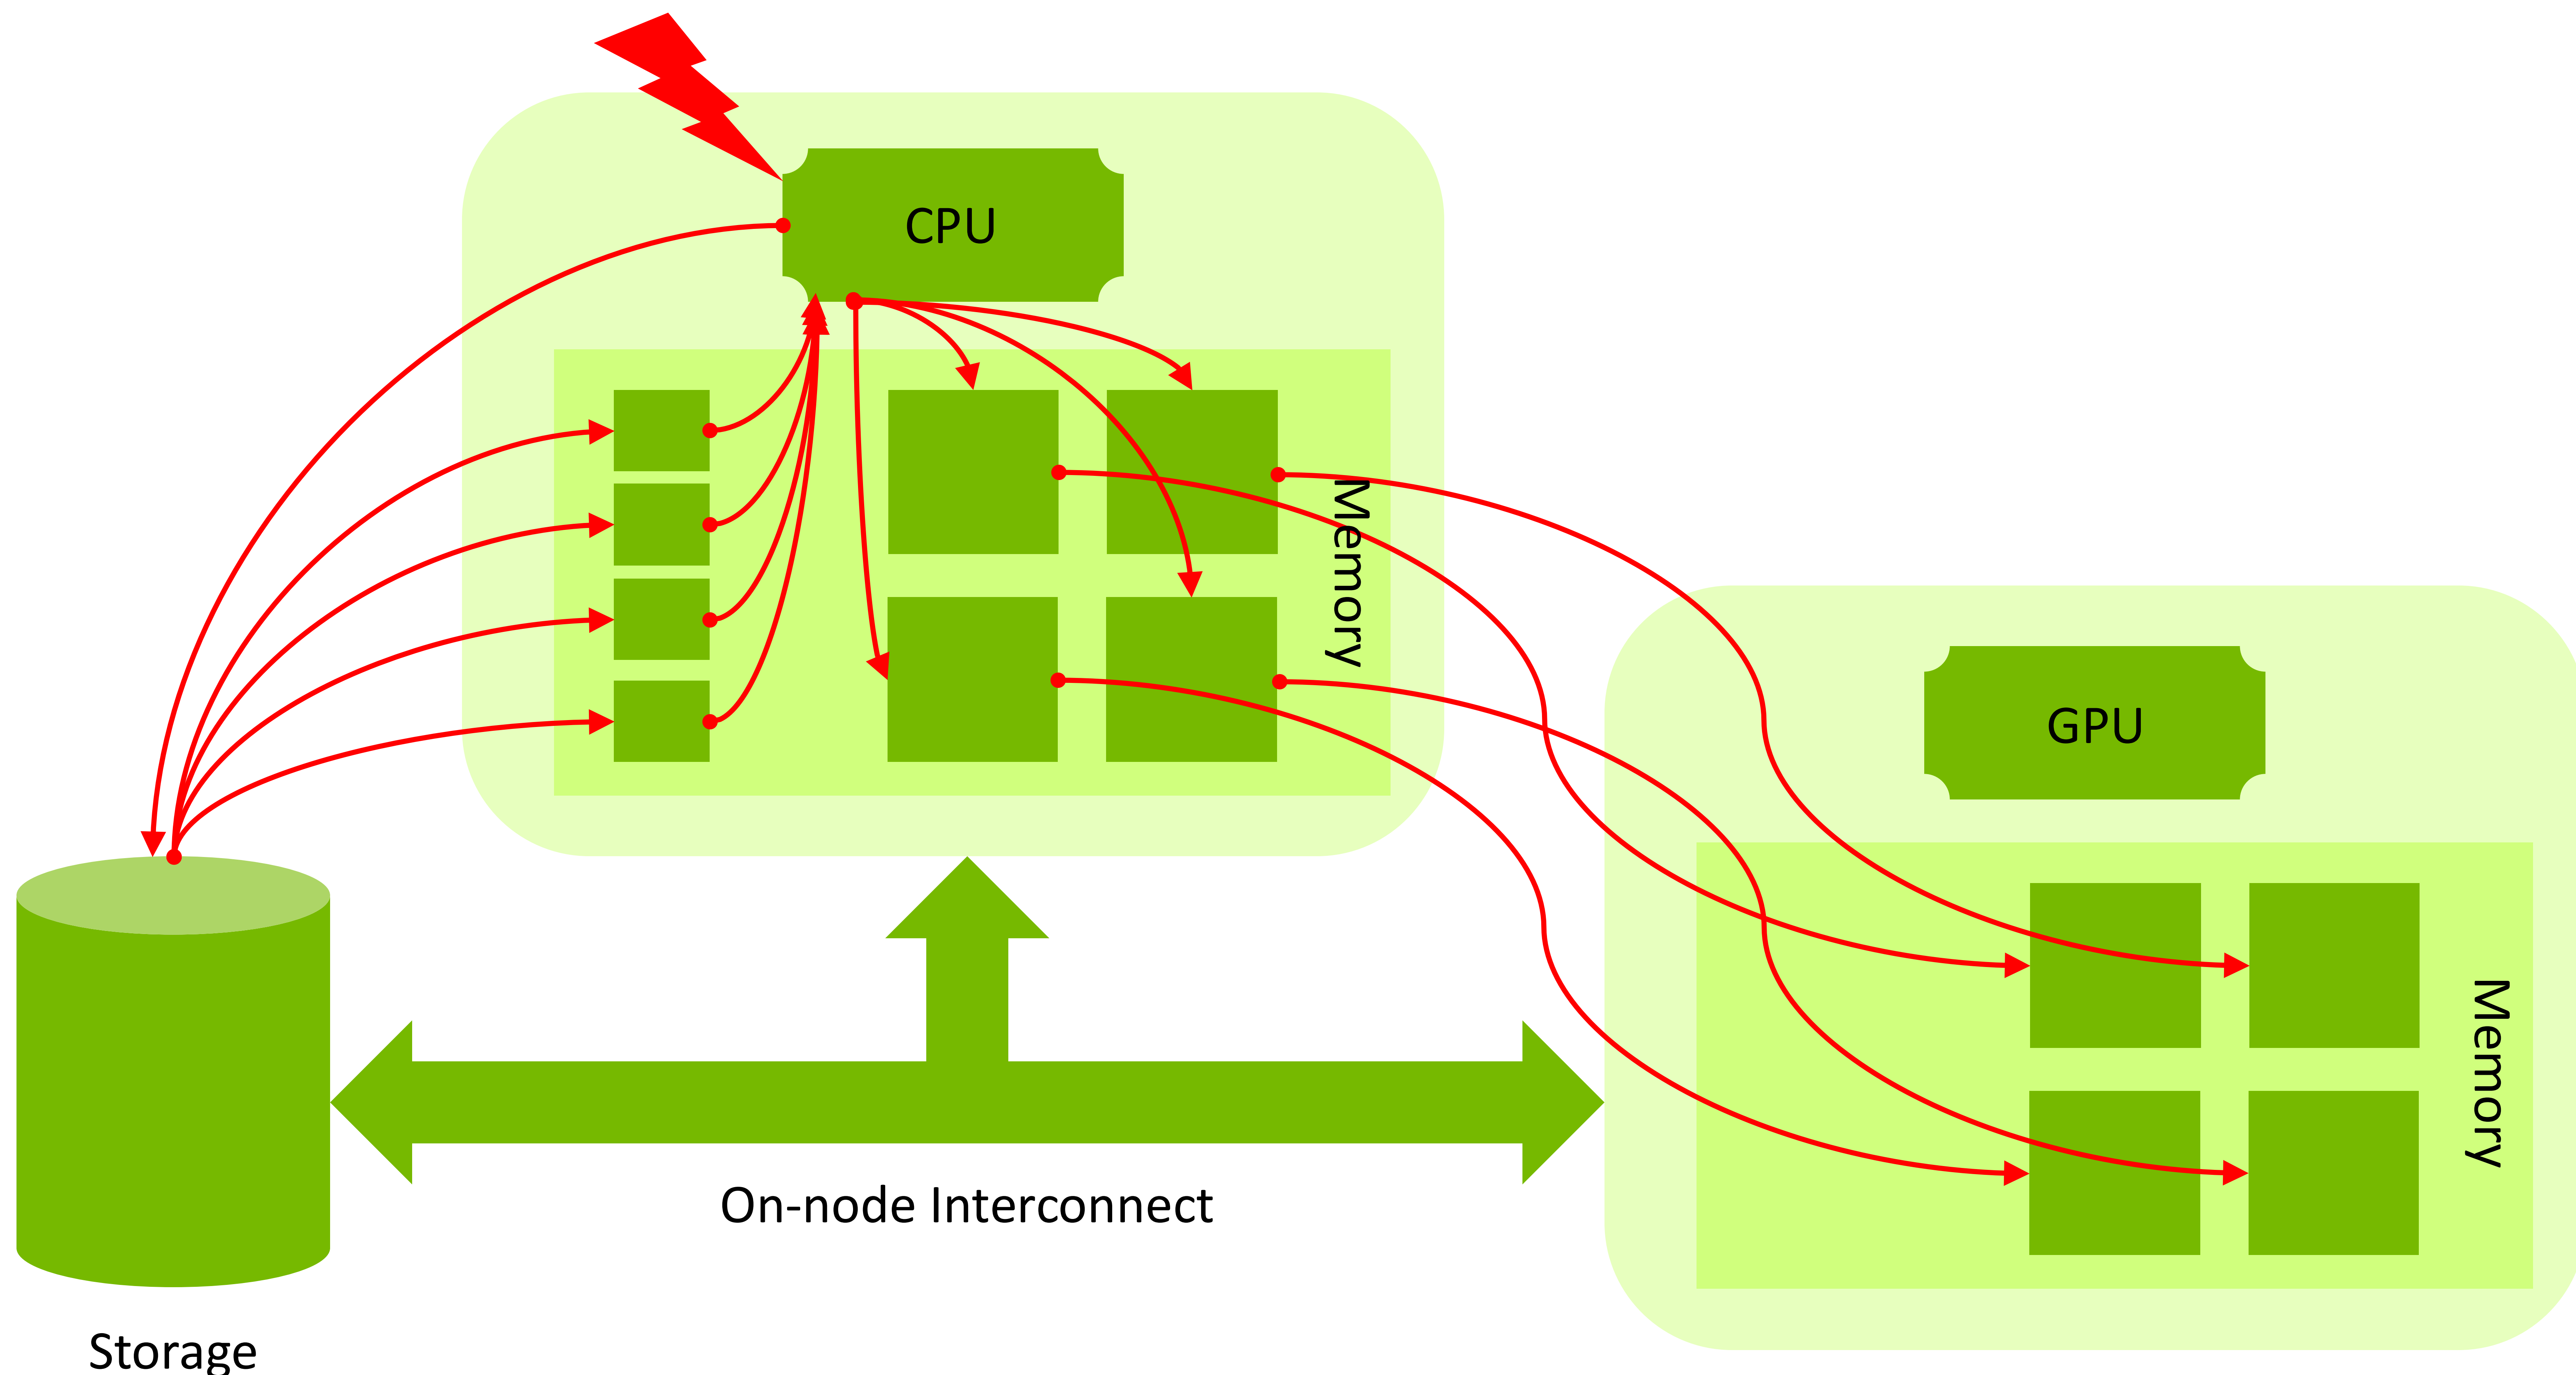 CPU
Memory
GPU
Memory
On-node Interconnect
Storage